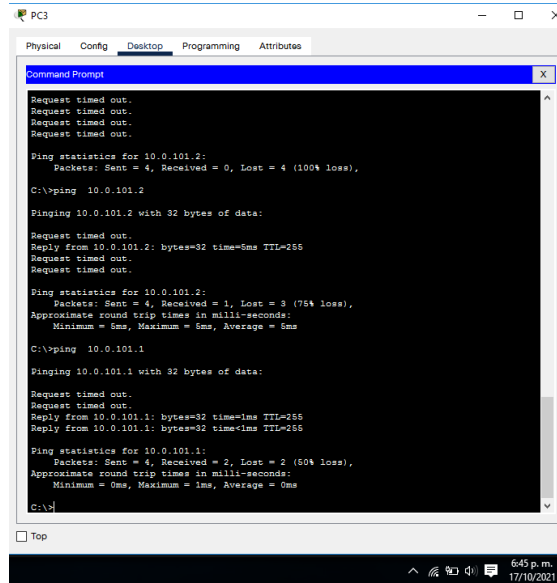 PC3
Physical Config Desktop Programming Attributes
Command Prompt X
Request timed out.
Request timed out.
Request timed out.
Request timed out.
Ping statistics for 10.0.101.2:
Packets: Sent = 4, Received = 0, Lost = 4 (100% loss),
C:\>ping  10.0.101.2
Pinging 10.0.101.2 with 32 bytes of data:
Request timed out.
Reply from 10.0.101.2: bytes=32 time=5ms TTL=255
Request timed out.
Request timed out.
Ping statistics for 10.0.101.2:
Packets: Sent = 4, Received = 1, Lost = 3 (75% loss),
Approximate round trip times in milli-seconds:
Minimum = 5ms, Maximum = 5ms, Average = 5ms
C:\>ping  10.0.101.1
Pinging 10.0.101.1 with 32 bytes of data:
Request timed out.
Request timed out.
Reply from 10.0.101.1: bytes=32 time=1ms TTL=255
Reply from 10.0.101.1: bytes=32 time<1ms TTL=255
Ping statistics for 10.0.101.1:
Packets: Sent = 4, Received = 2, Lost = 2 (50% loss),
Approximate round trip times in milli-seconds:
Minimum = 0ms, Maximum = 1ms, Average = 0ms
C:\>
Top
6:45 p. m.
17/10/2021